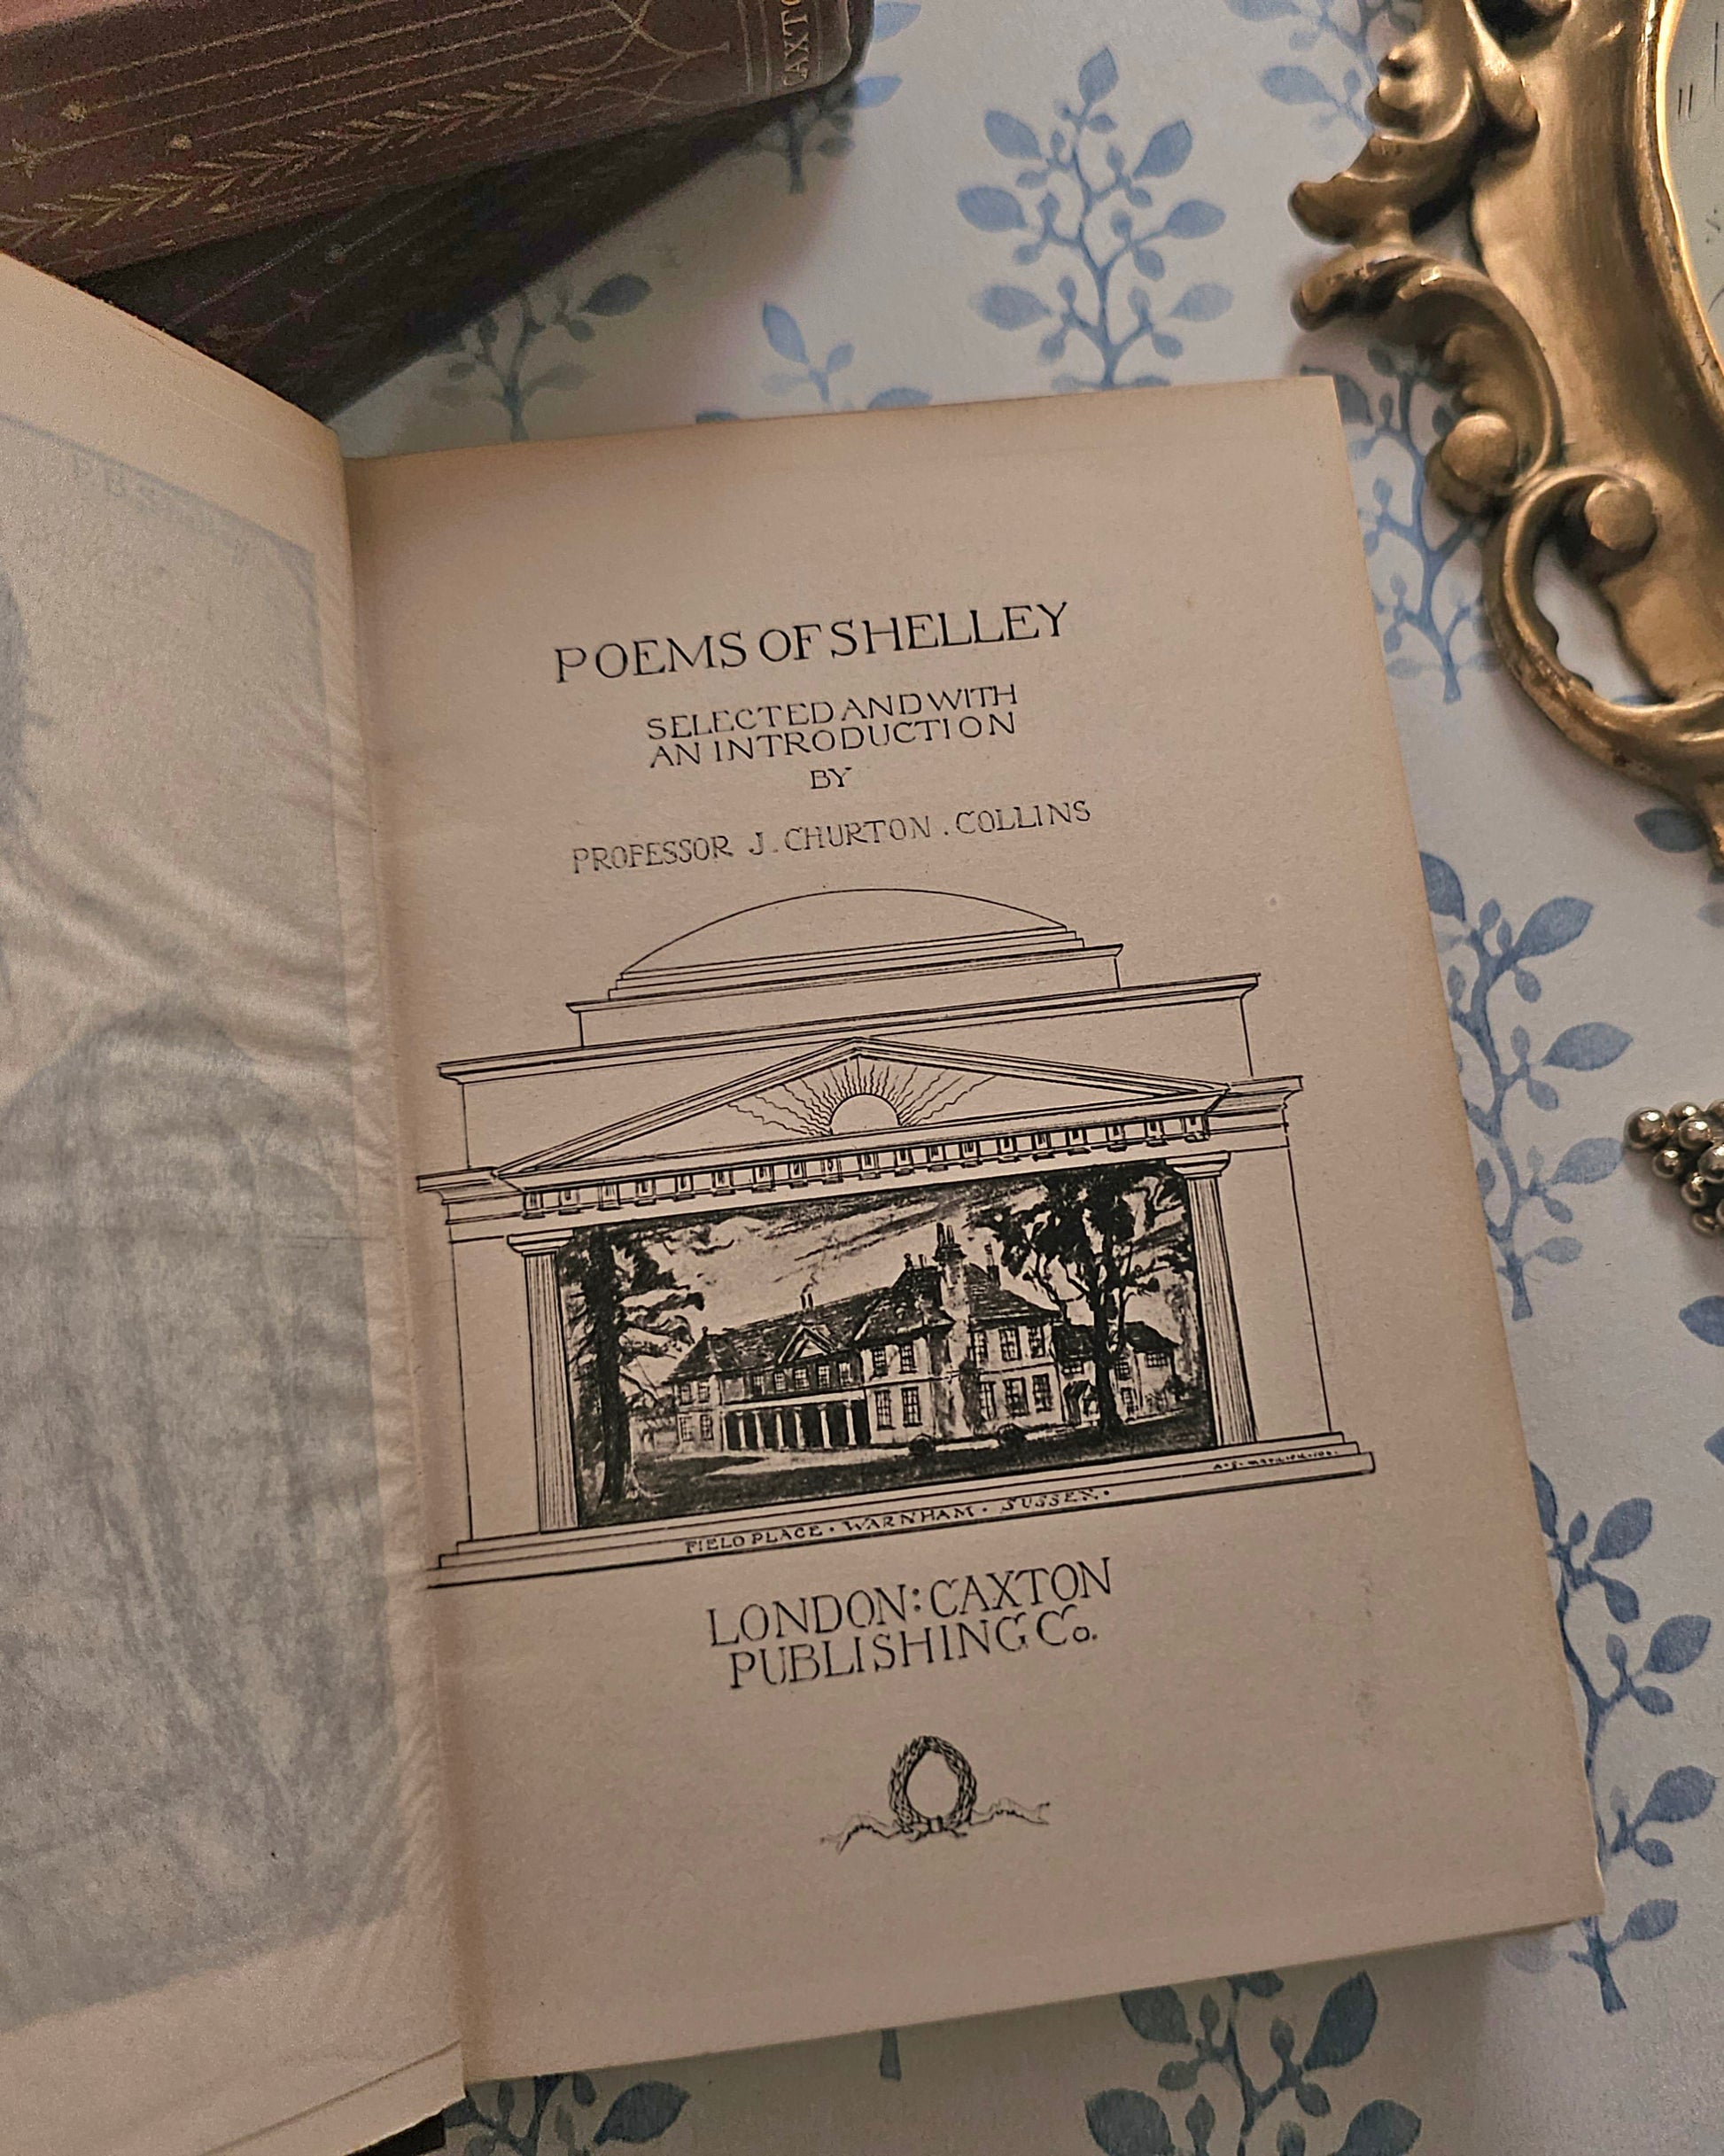 CAXTO
POEMS OF SHELLEY
SELECTED AND WITH
AN INTRODUCTION
BY
PROFESSOR J. CHURTON . COLLINS
FIELD PLACE · WARNHAM · SUSSEX ·
LONDON: CAXTON
PUBLISHING Co.